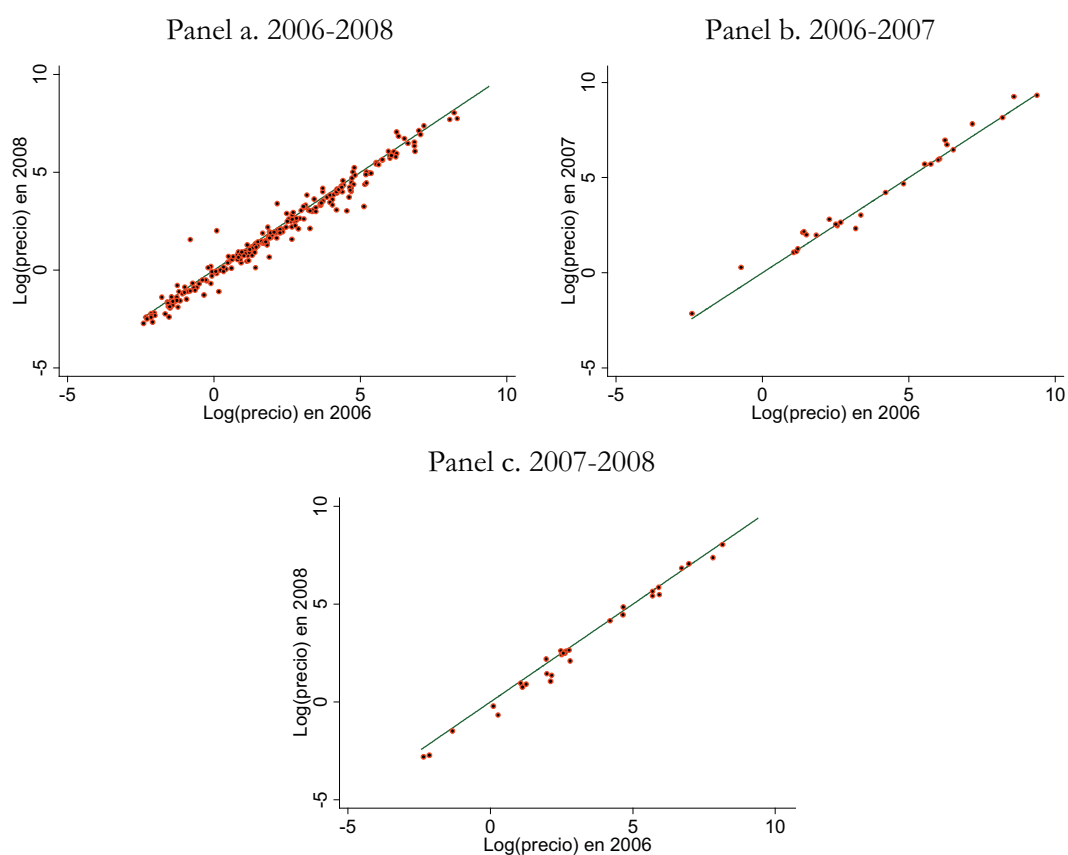 Panel a. 2006-2008
10
5
0
-5
Log(precio) en 2008
-5 0 5 10
Log(precio) en 2006
Panel b. 2006-2007
10
5
0
-5
Log(precio) en 2007
-5 0 5 10
Log(precio) en 2006
Panel c. 2007-2008
10
5
0
-5
Log(precio) en 2008
-5 0 5 10
Log(precio) en 2006